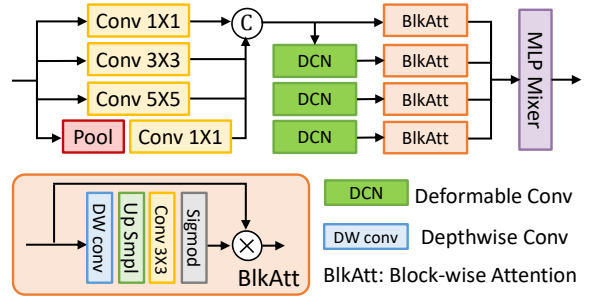 Conv 1X1
C
BlkAtt
Conv 3X3
DCN
BlkAtt
Conv 5X5
DCN
BlkAtt
Pool
Conv 1X1
DCN
BlkAtt
MLP Mixer
DW conv
Up Smpl
Conv 3X3
Sigmod
BlkAtt
DCN
Deformable Conv
DW conv
Depthwise Conv
BlkAtt: Block-wise Attention